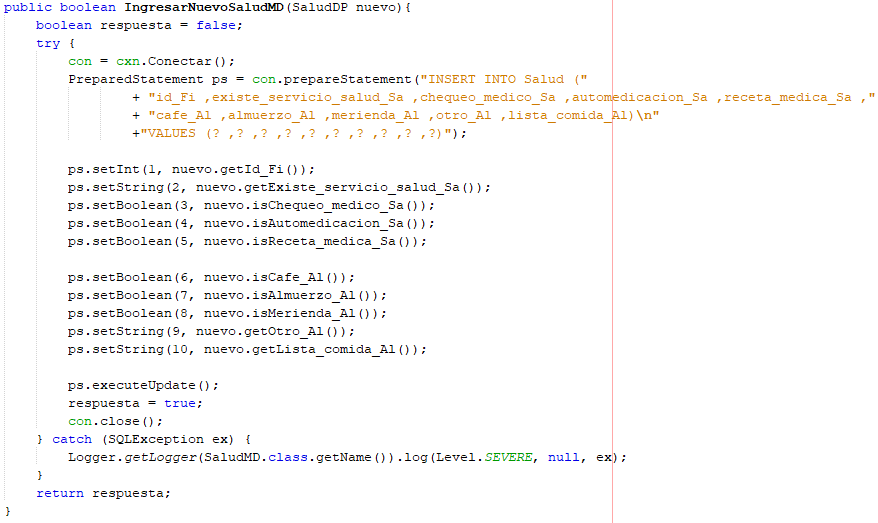 public boolean IngresarNuevoSaludMD(SaludDP nuevo){
    boolean respuesta = false;
    try {
        con = cxn.Conectar();
        PreparedStatement ps = con.prepareStatement("INSERT INTO Salud ("
                + "id_Fi ,existe_servicio_salud_Sa ,chequeo_medico_Sa ,automedicacion_Sa ,receta_medica_Sa ,"
                + "cafe_Al ,almuerzo_Al ,merienda_Al ,otro_Al ,lista_comida_Al)\n"
                +"VALUES (? ,? ,? ,? ,? ,? ,? ,? ,? ,?)");
        ps.setInt(1, nuevo.getId_Fi());
        ps.setString(2, nuevo.getExiste_servicio_salud_Sa());
        ps.setBoolean(3, nuevo.isChequeo_medico_Sa());
        ps.setBoolean(4, nuevo.isAutomedicacion_Sa());
        ps.setBoolean(5, nuevo.isReceta_medica_Sa());
        ps.setBoolean(6, nuevo.isCafe_Al());
        ps.setBoolean(7, nuevo.isAlmuerzo_Al());
        ps.setBoolean(8, nuevo.isMerienda_Al());
        ps.setString(9, nuevo.getOtro_Al());
        ps.setString(10, nuevo.getLista_comida_Al());
        ps.executeUpdate();
        respuesta = true;
        con.close();
    } catch (SQLException ex) {
        Logger.getLogger(SaludMD.class.getName()).log(Level.SEVERE, null, ex);
    }
    return respuesta;
}